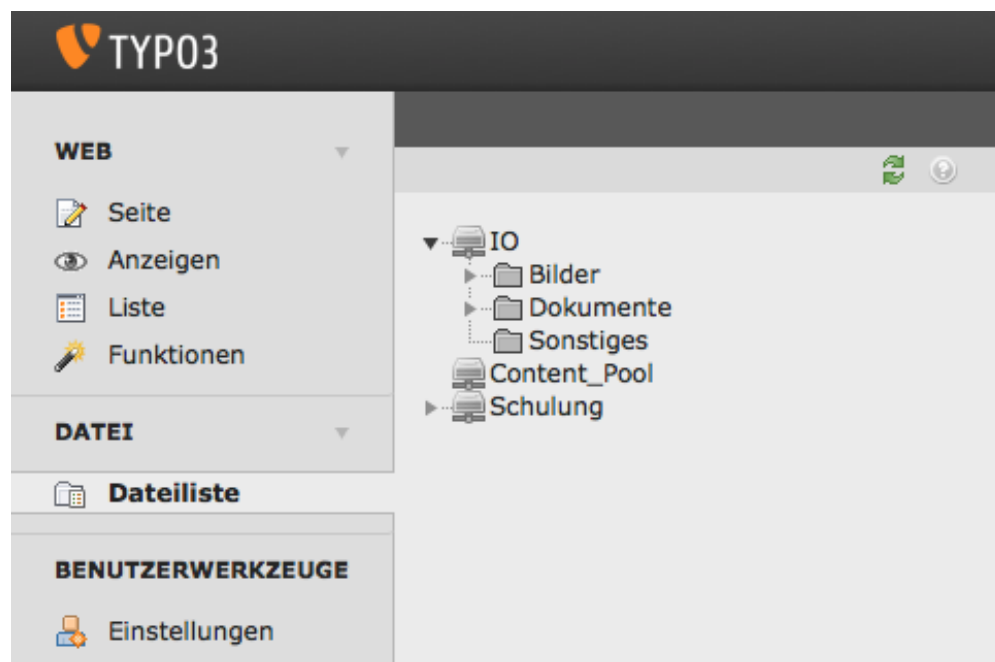 TYPO3
WEB
Seite
Anzeigen
Liste
Funktionen
DATEI
Dateiliste
BENUTZERWERKZEUGE
Einstellungen
IO
Bilder
Dokumente
Sonstiges
Content_Pool
Schulung